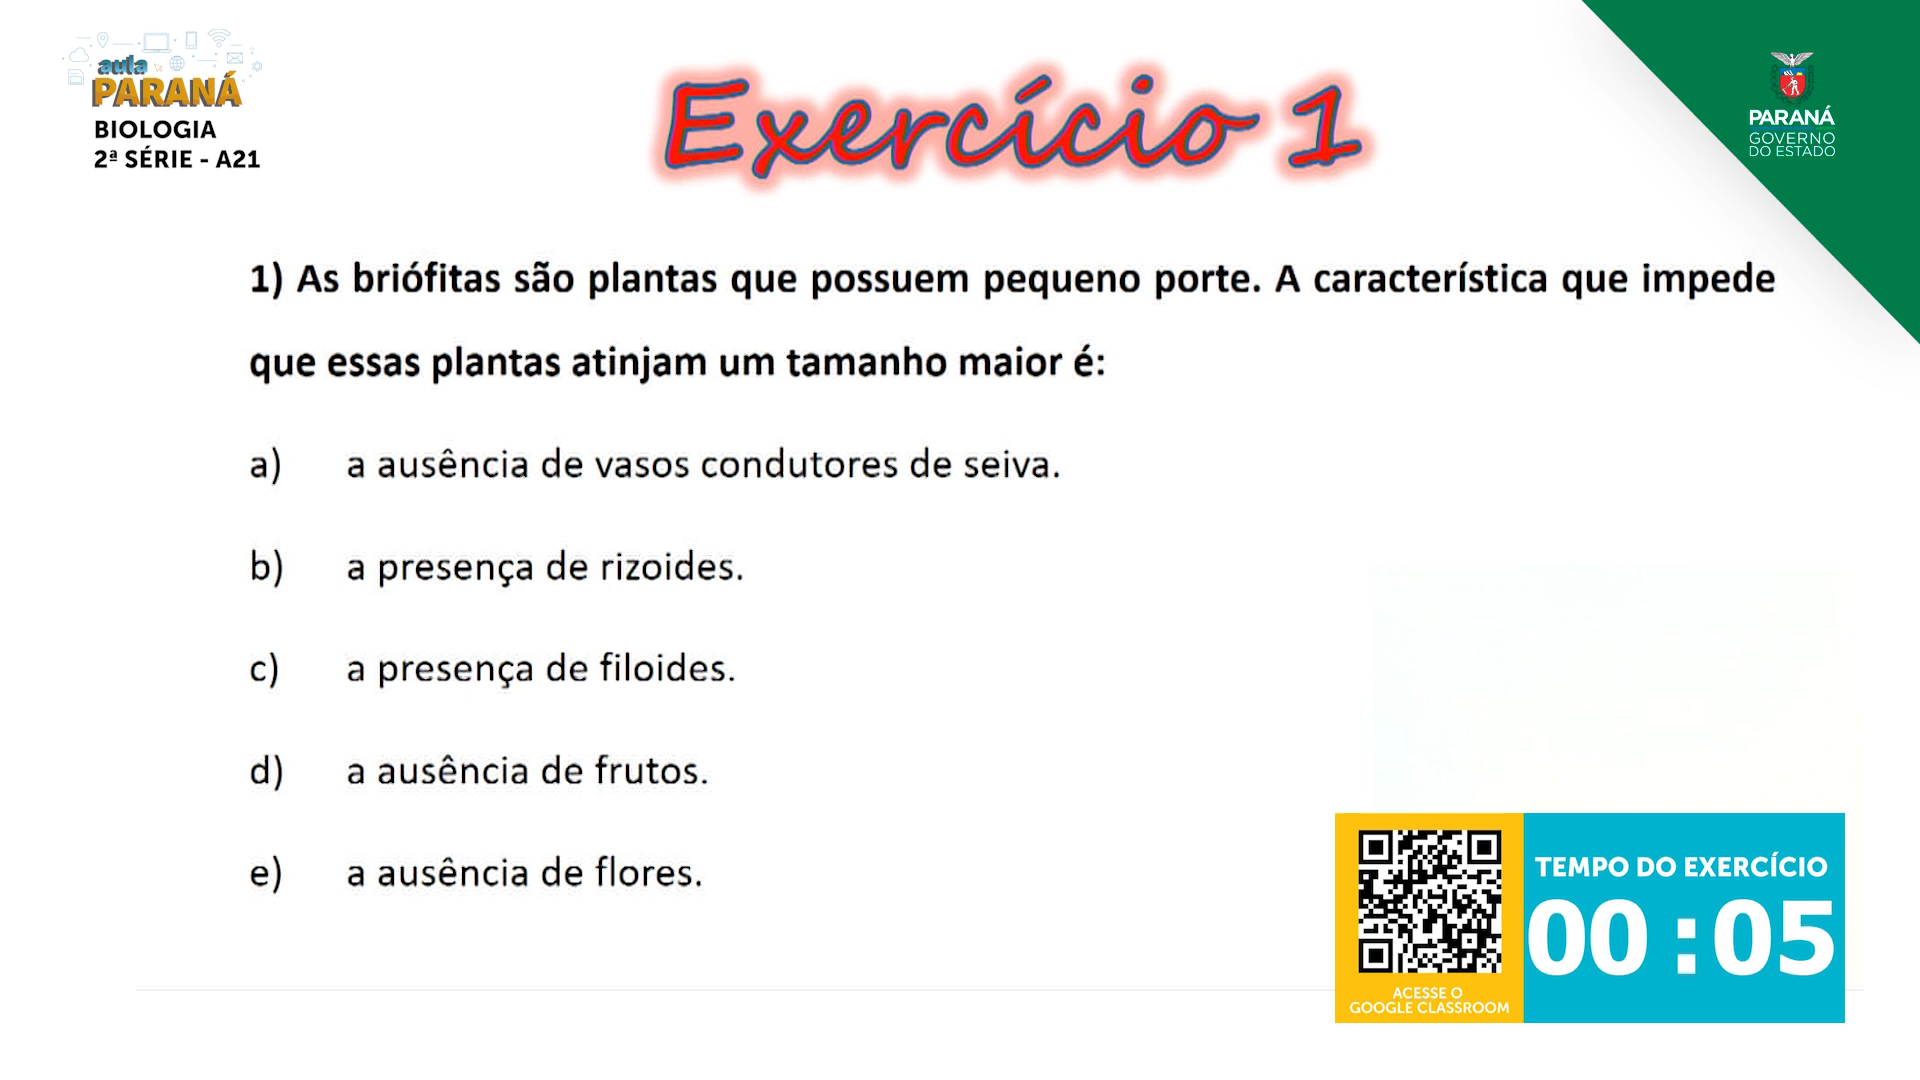 aula
PARANÁ
BIOLOGIA
2ª SÉRIE - A21
Exercício 1
PARANÁ
GOVERNO
DO ESTADO
1) As briófitas são plantas que possuem pequeno porte. A característica que impede
que essas plantas atinjam um tamanho maior é:
a) a ausência de vasos condutores de seiva.
b) a presença de rizoides.
c) a presença de filoides.
d) a ausência de frutos.
e) a ausência de flores.
TEMPO DO EXERCÍCIO
00:05
ACESSE O
GOOGLE CLASSROOM